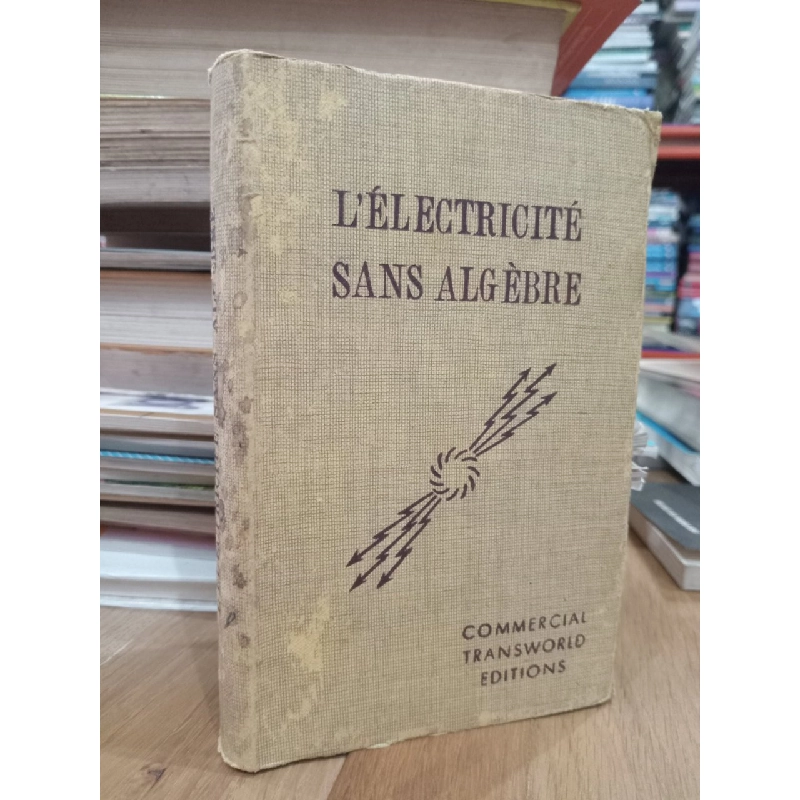 L'ÉLECTRICITÉ
SANS ALGÈBRE
COMMERCIAL
TRANSWORLD
EDITIONS